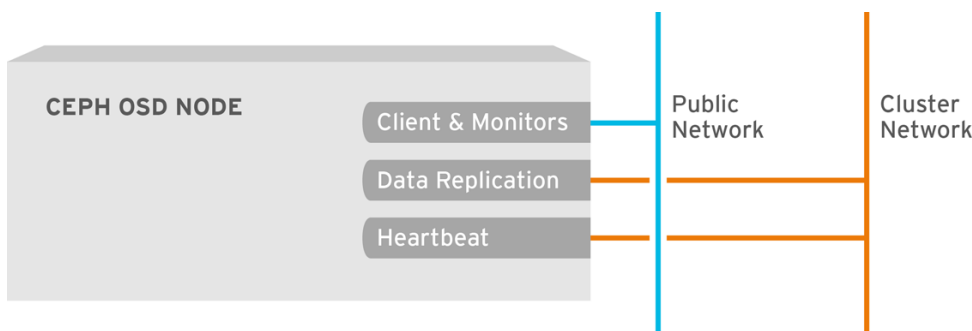 CEPH OSD NODE
Client & Monitors
Data Replication
Heartbeat
Public
Network
Cluster
Network